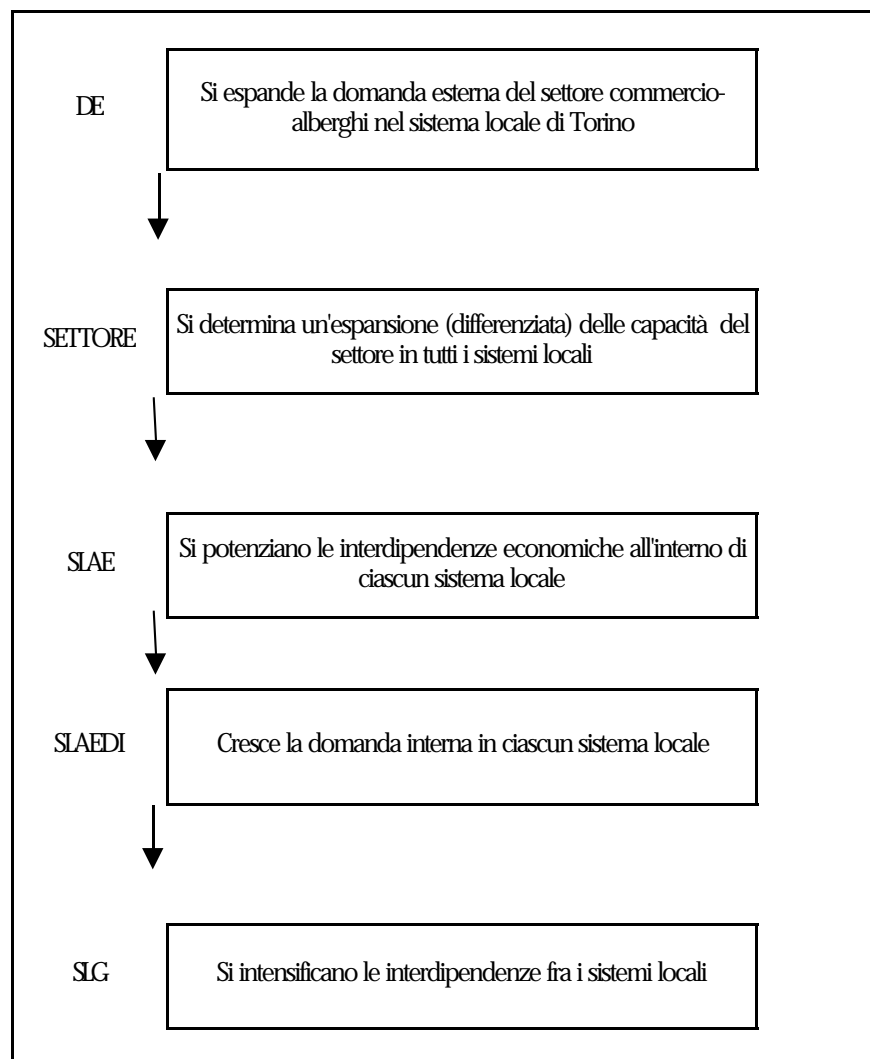 DE
Si espande la domanda esterna del settore commercio-
alberghi nel sistema locale di Torino
SETTORE
Si determina un'espansione (differenziata) delle capacità del
settore in tutti i sistemi locali
SLAE
Si potenziano le interdipendenze economiche all'interno di
ciascun sistema locale
SLAEDI
Cresce la domanda interna in ciascun sistema locale
SLG
Si intensificano le interdipendenze fra i sistemi locali